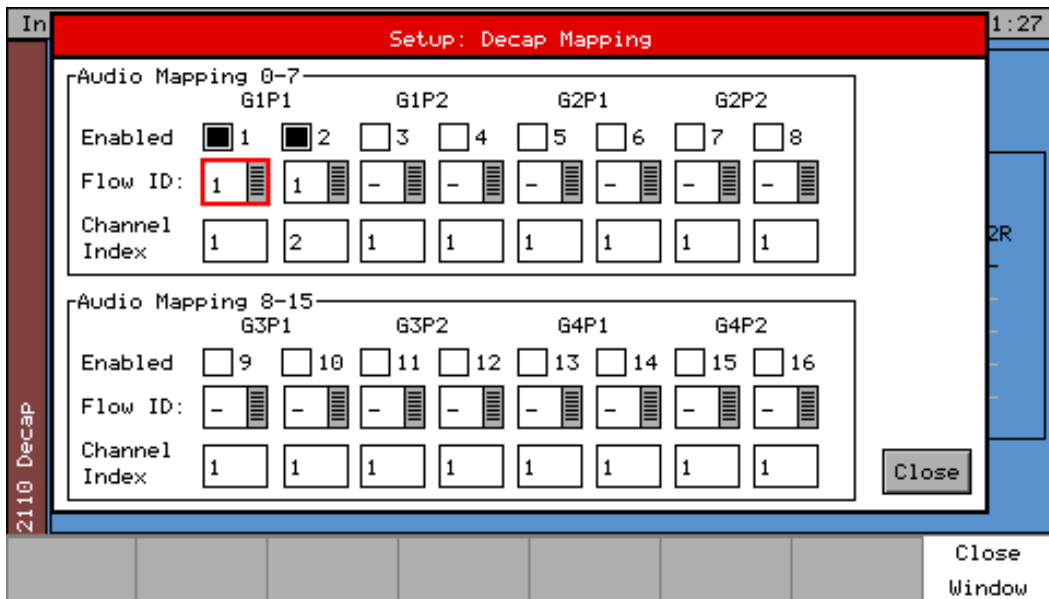 In
1:27
Setup: Decap Mapping
Audio Mapping 0-7
G1P1 G1P2 G2P1 G2P2
Enabled 1 2 3 4 5 6 7 8
Flow ID: 1 1 - - - - - -
Channel
Index 1 2 1 1 1 1 1 1
2R
Audio Mapping 8-15
G3P1 G3P2 G4P1 G4P2
Enabled 9 10 11 12 13 14 15 16
Flow ID: - - - - - - - -
Channel
Index 1 1 1 1 1 1 1 1
Close
2110 Decap
Close
Window